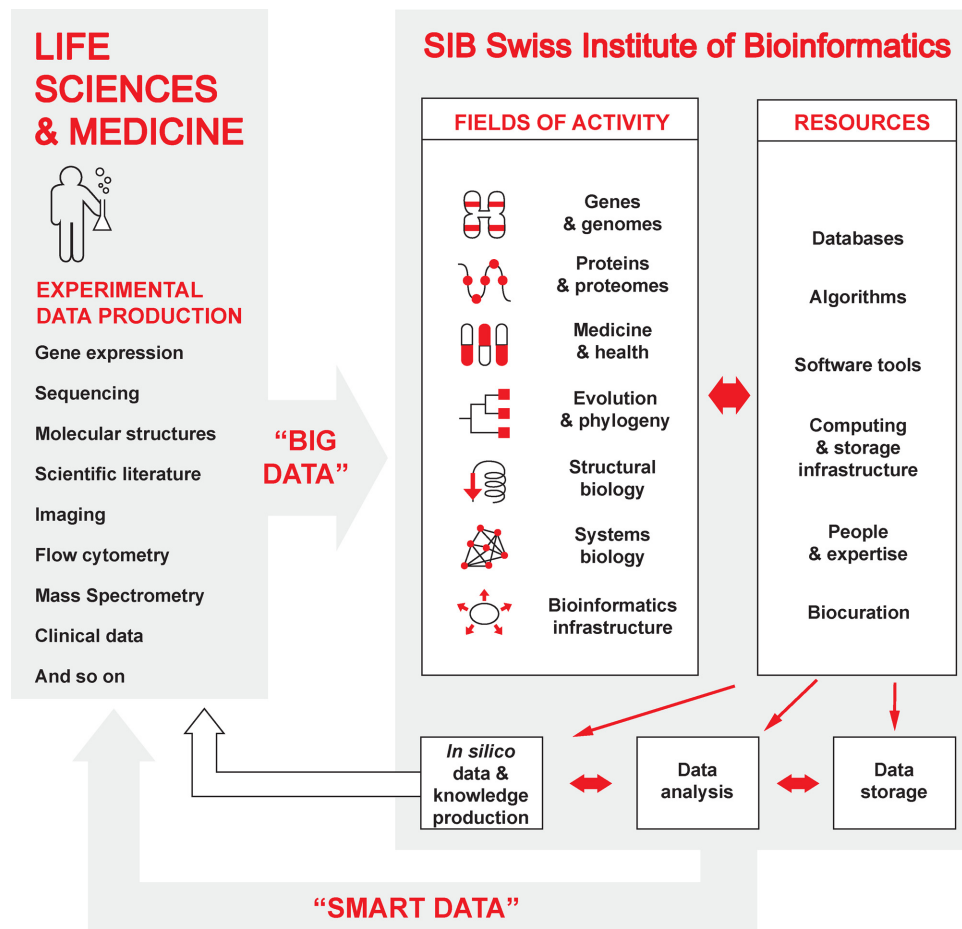 LIFE
SCIENCES
& MEDICINE
EXPERIMENTAL
DATA PRODUCTION
Gene expression
Sequencing
Molecular structures
Scientific literature
Imaging
Flow cytometry
Mass Spectrometry
Clinical data
And so on
“BIG
DATA”
SIB Swiss Institute of Bioinformatics
FIELDS OF ACTIVITY
Genes
& genomes
Proteins
& proteomes
Medicine
& health
Evolution
& phylogeny
Structural
biology
Systems
biology
Bioinformatics
infrastructure
RESOURCES
Databases
Algorithms
Software tools
Computing
& storage
infrastructure
People
& expertise
Biocuration
In silico
data &
knowledge
production
Data
analysis
Data
storage
“SMART DATA”